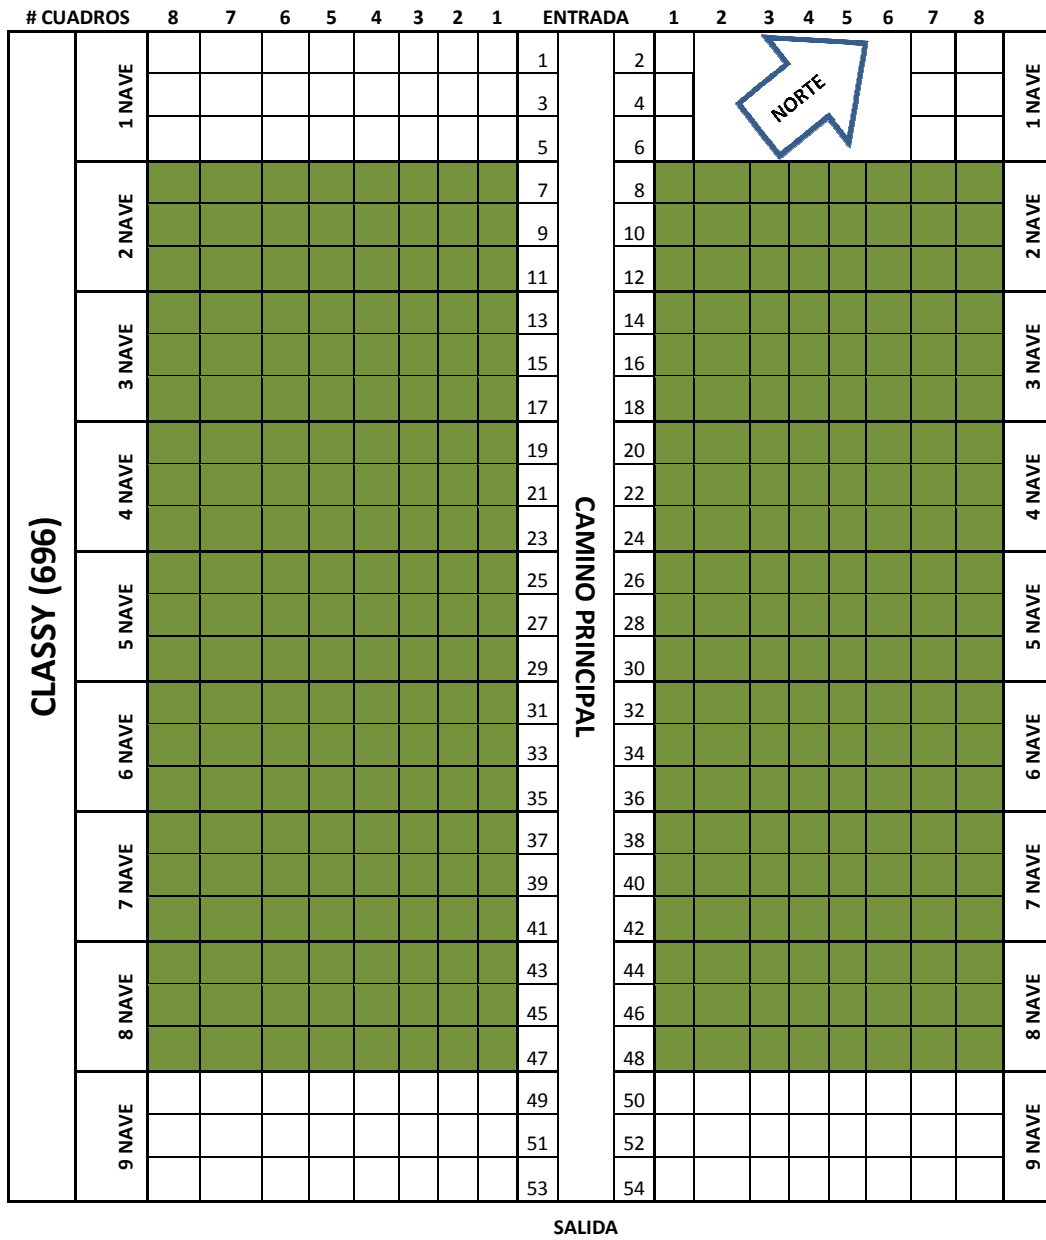 # CUADROS 8 7 6 5 4 3 2 1 ENTRADA 1 2 3 4 5 6 7 8
CLASSY (696)
CAMINO PRINCIPAL
NORTE
1 NAVE 1 2 1 NAVE
3 4
5 6
2 NAVE 7 8 2 NAVE
9 10
11 12
3 NAVE 13 14 3 NAVE
15 16
17 18
4 NAVE 19 20 4 NAVE
21 22
23 24
5 NAVE 25 26 5 NAVE
27 28
29 30
6 NAVE 31 32 6 NAVE
33 34
35 36
7 NAVE 37 38 7 NAVE
39 40
41 42
8 NAVE 43 44 8 NAVE
45 46
47 48
9 NAVE 49 50 9 NAVE
51 52
53 54
SALIDA